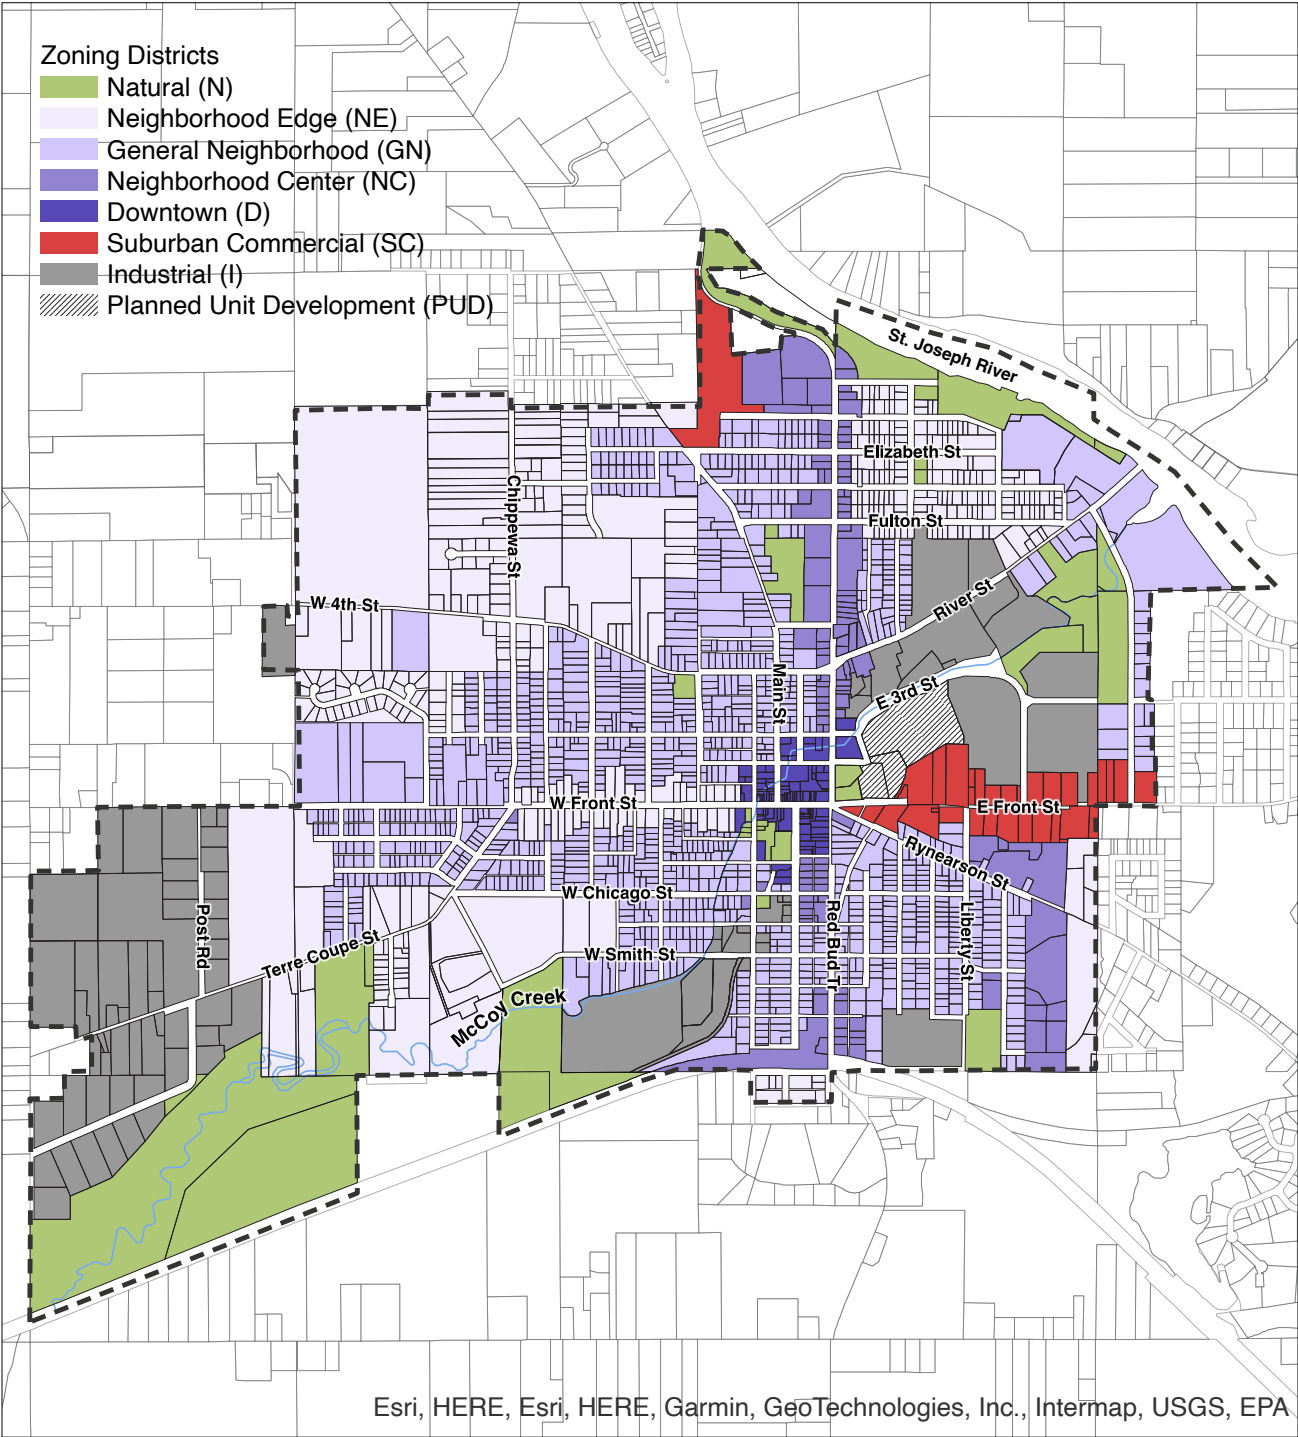 Zoning Districts
Natural (N)
Neighborhood Edge (NE)
General Neighborhood (GN)
Neighborhood Center (NC)
Downtown (D)
Suburban Commercial (SC)
Industrial (I)
Planned Unit Development (PUD)
St. Joseph River
Elizabeth St
Chippewa St
Fulton St
W 4th St
River St
Main St
E 3rd St
W Front St
E Front St
Rynearson St
W Chicago St
Post Rd
Red Bud Tr
Liberty St
Terre Coupe St
W Smith St
McCoy Creek
Esri, HERE, Esri, HERE, Garmin, GeoTechnologies, Inc., Intermap, USGS, EPA